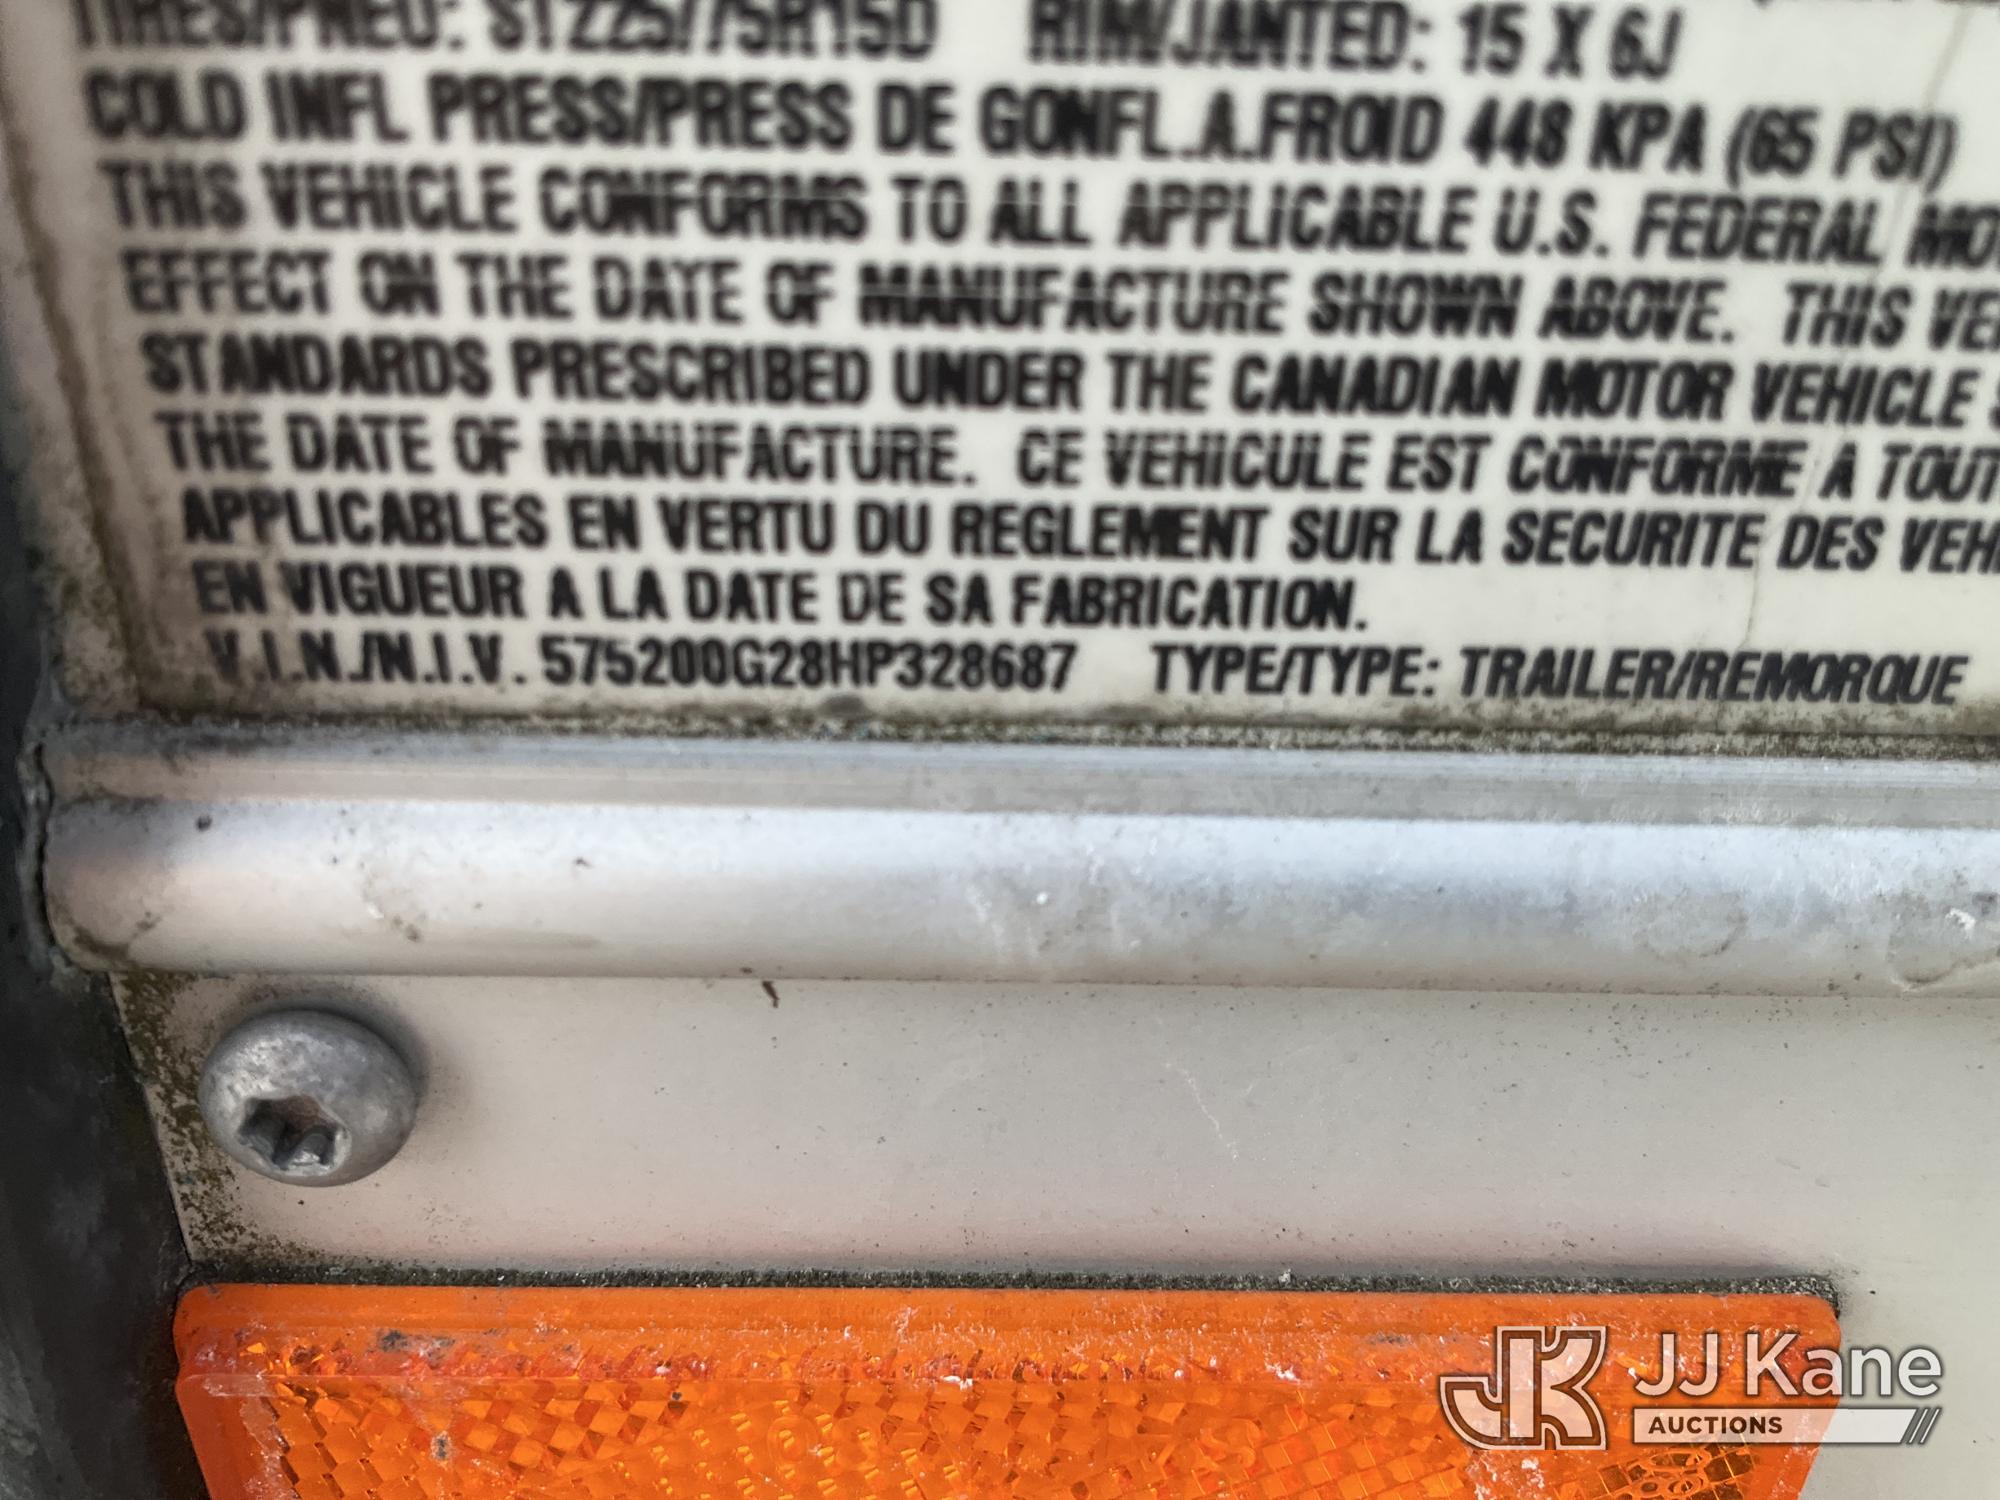 TIRES/PNEU: ST225/75R15D RIM/JANTED: 15 X 6J
COLD INFL PRESS/PRESS DE GONFL.A.FROID 448 KPA (65 PSI)
THIS VEHICLE CONFORMS TO ALL APPLICABLE U.S. FEDERAL
EFFECT ON THE DATE OF MANUFACTURE SHOWN ABOVE. THIS
STANDARDS PRESCRIBED UNDER THE CANADIAN MOTOR VEHICLE
THE DATE OF MANUFACTURE. CE VEHICULE EST CONFORME A TOUT
APPLICABLES EN VERTU DU REGLEMENT SUR LA SECURITE DES
EN VIGUEUR A LA DATE DE SA FABRICATION.
V.I.N./N.I.V. 575200G28HP328687 TYPE/TYPE: TRAILER/REMORQUE
JK JJ Kane
AUCTIONS